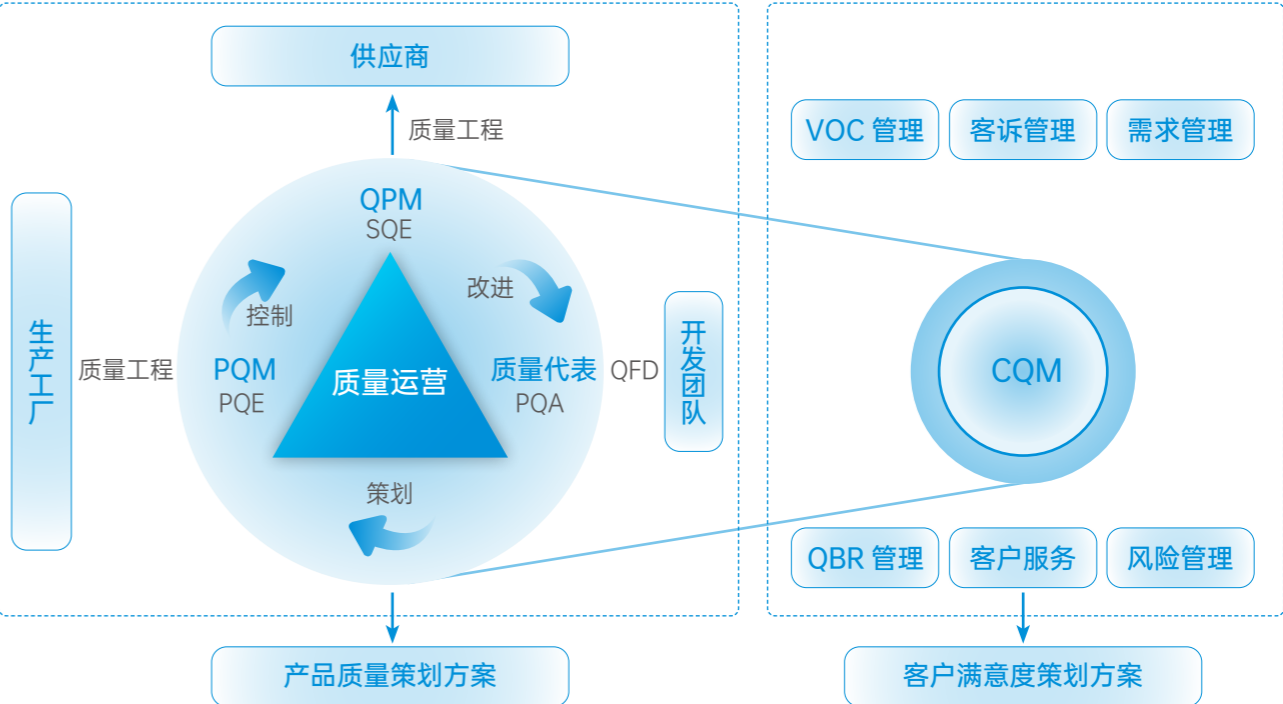 供应商
质量工程
QPM
SQE
控制
改进
生产工厂
质量工程
PQM
PQE
质量运营
质量代表
PQA
QFD
开发团队
策划
产品质量策划方案
VOC 管理
客诉管理
需求管理
CQM
QBR 管理
客户服务
风险管理
客户满意度策划方案